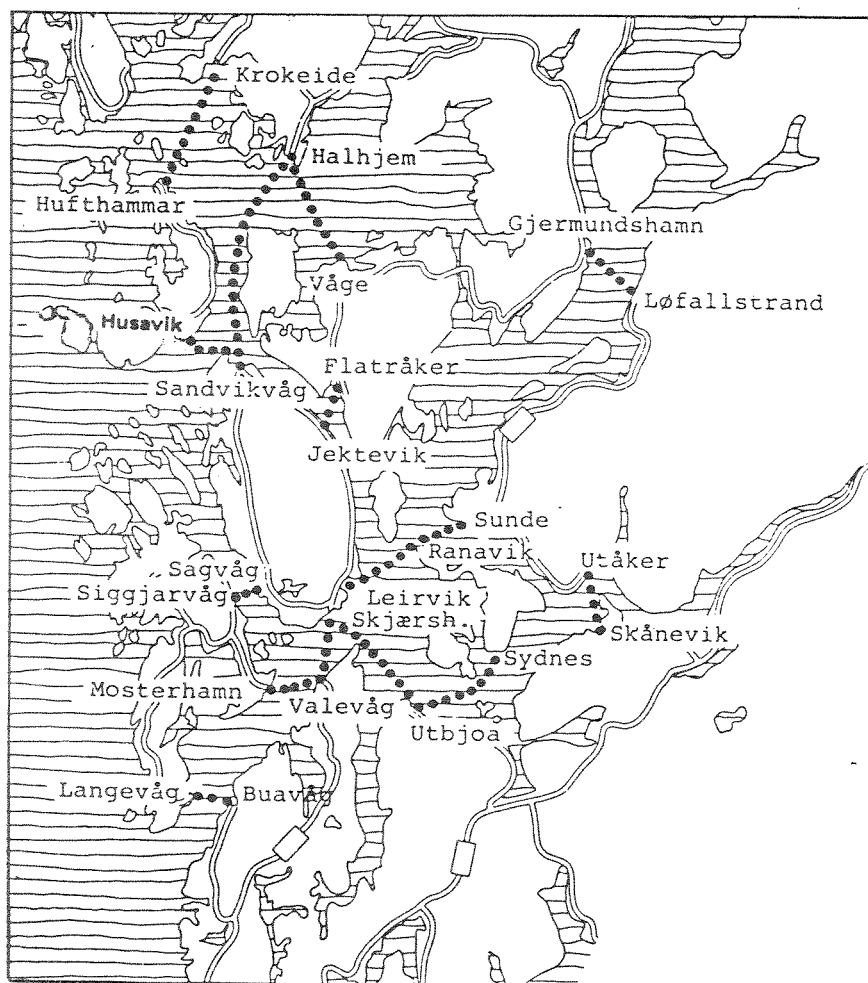 Krokeide
Halhjem
Hufthammar
Gjermundshamn
Våge
Løfallstrand
Husavik
Flatråker
Sandvikvåg
Jektevik
Sunde
Ranavik
Utåker
Sagvåg
Siggjarvåg
Leirvik
Skjærsh.
Skånevik
Sydnes
Mosterhamn
Valevåg
Utbjoa
Langevåg
Buavåg